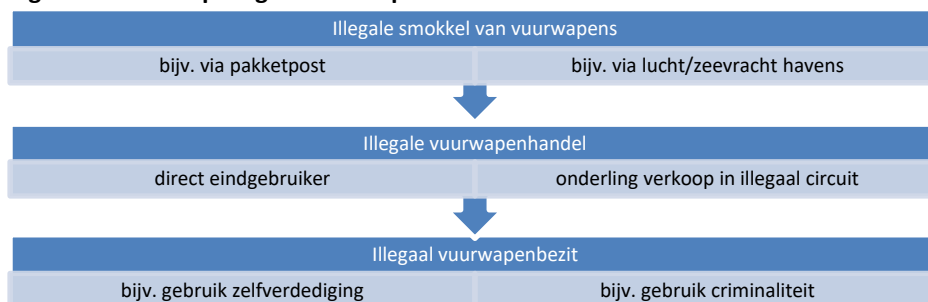 Illegale smokkel van vuurwapens
bijv. via pakketpost bijv. via lucht/zeevracht havens
Illegale vuurwapenhandel
direct eindgebruiker onderling verkoop in illegaal circuit
Illegaal vuurwapenbezit
bijv. gebruik zelfverdediging bijv. gebruik criminaliteit